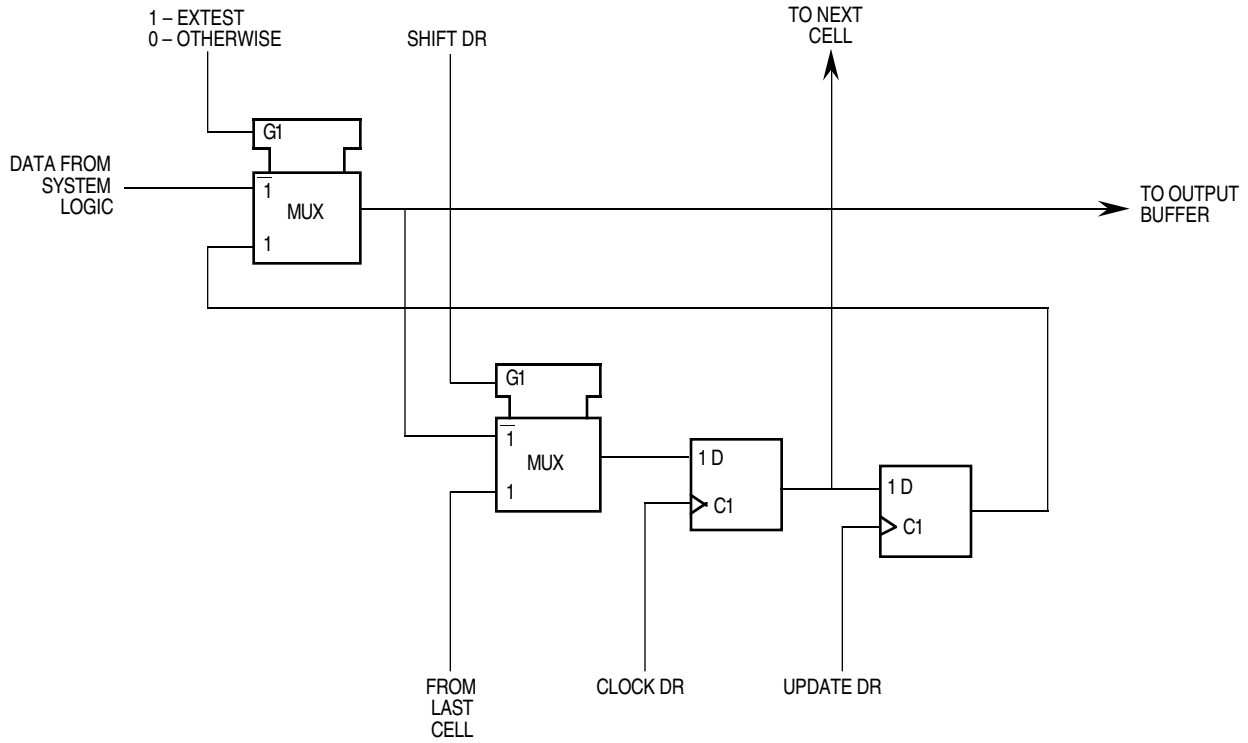 1 – EXTEST
0 – OTHERWISE
SHIFT DR
TO NEXT
CELL
G1
DATA FROM
SYSTEM
LOGIC
1
MUX
1
TO OUTPUT
BUFFER
G1
1
MUX
1
1 D
C1
1 D
C1
FROM
LAST
CELL
CLOCK DR
UPDATE DR